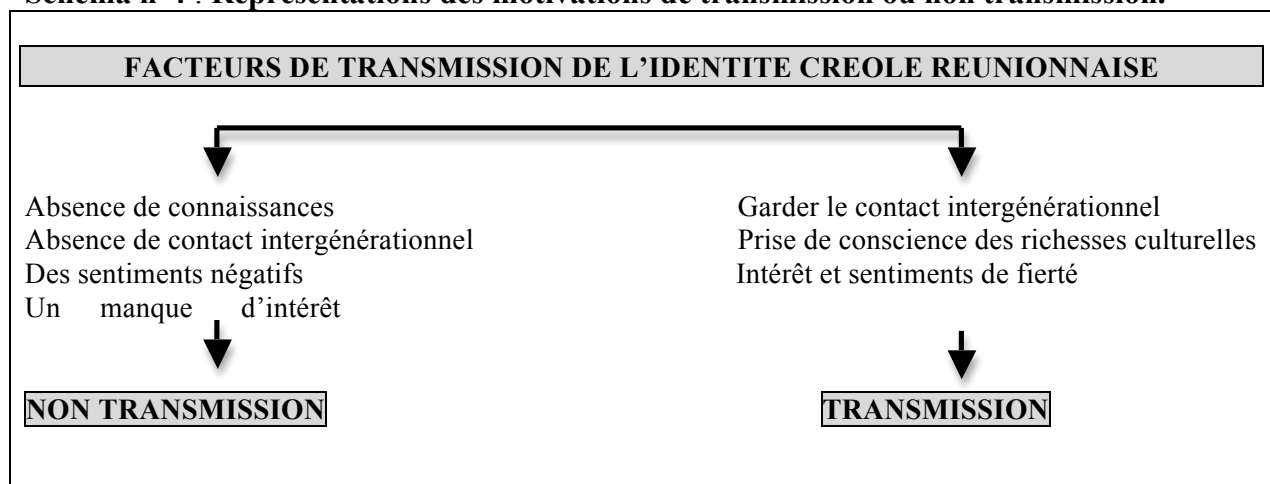 Schéma n° 4 : Représentations des motivations de transmission ou non transmission.
FACTEURS DE TRANSMISSION DE L'IDENTITE CREOLE REUNIONNAISE
Absence de connaissances
Absence de contact intergénérationnel
Des sentiments négatifs
Un manque d'intérêt
Garder le contact intergénérationnel
Prise de conscience des richesses culturelles
Intérêt et sentiments de fierté
NON TRANSMISSION
TRANSMISSION